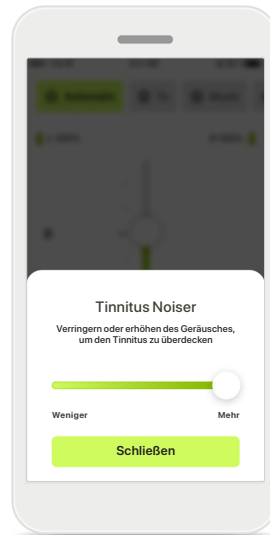 Tinnitus Noiser
Verringern oder erhöhen des Geräusches,
um den Tinnitus zu überdecken
Weniger
Mehr
Schließen